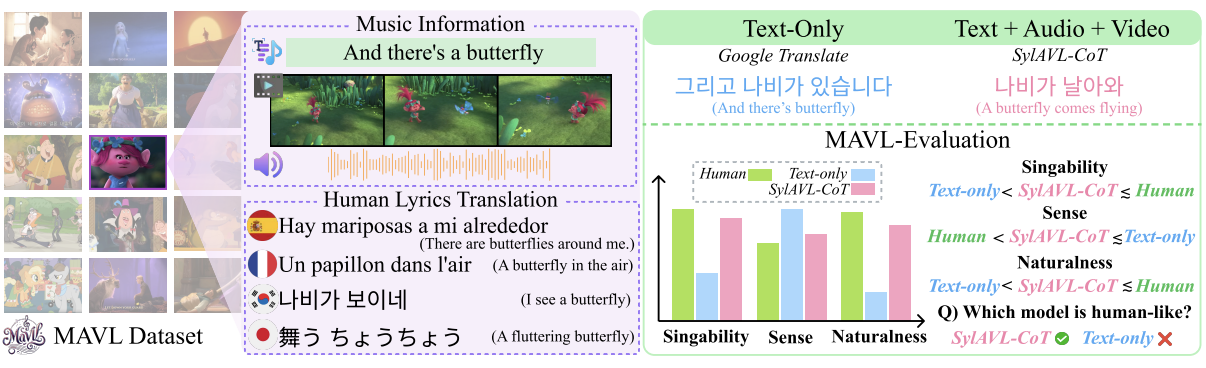 MAVL
MAVL Dataset
Music Information
T
And there's a butterfly
Human Lyrics Translation
Hay mariposas a mi alrededor
(There are butterflies around me.)
Un papillon dans l'air (A butterfly in the air)
나비가 보이네 (I see a butterfly)
舞う ちょうちょう (A fluttering butterfly)
Text-Only
Google Translate
그리고 나비가 있습니다
(And there's butterfly)
Text + Audio + Video
SylAVL-CoT
나비가 날아와
(A butterfly comes flying)
MAVL-Evaluation
Human Text-only
SylAVL-CoT
Singability Sense Naturalness
Singability
Text-only < SylAVL-CoT ≲ Human
Sense
Human < SylAVL-CoT ≲ Text-only
Naturalness
Text-only < SylAVL-CoT ≲ Human
Q) Which model is human-like?
SylAVL-CoT ✅ Text-only ❌